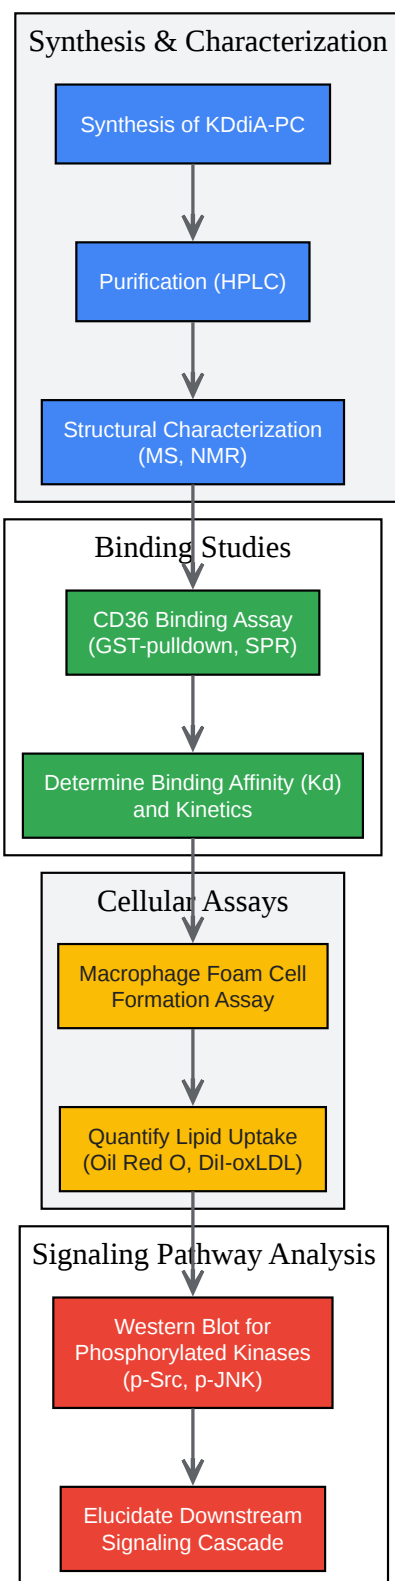 Synthesis & Characterization
Synthesis of KDdiA-PC
Purification (HPLC)
Structural Characterization
(MS, NMR)
Binding Studies
CD36 Binding Assay
(GST-pulldown, SPR)
Determine Binding Affinity (Kd)
and Kinetics
Cellular Assays
Macrophage Foam Cell
Formation Assay
Quantify Lipid Uptake
(Oil Red O, DiI-oxLDL)
Signaling Pathway Analysis
Western Blot for
Phosphorylated Kinases
(p-Src, p-JNK)
Elucidate Downstream
Signaling Cascade